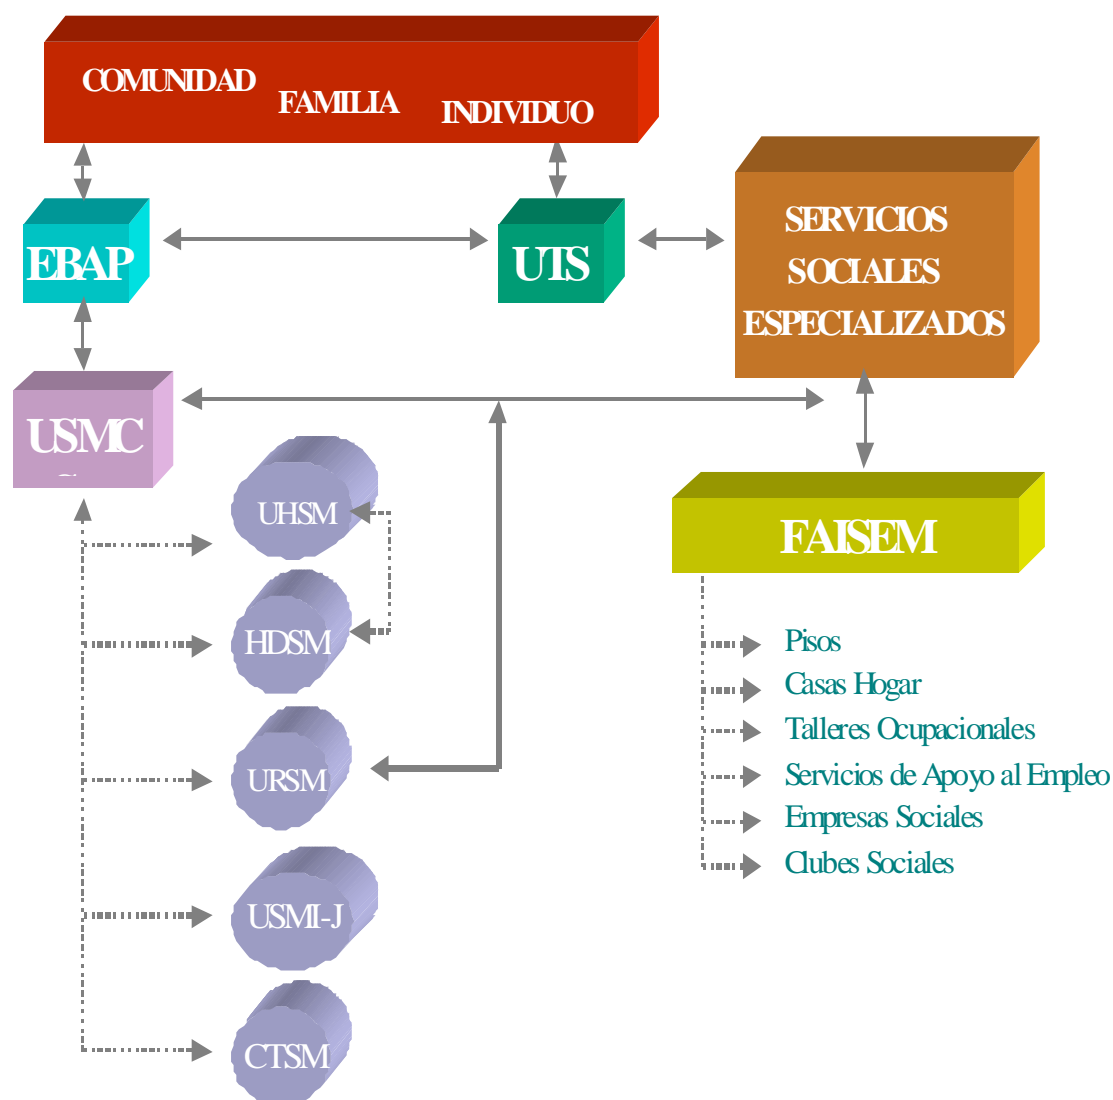 COMUNIDAD
FAMILIA
INDIVIDUO
SERVICIOS
SOCIALES
ESPECIALIZADOS
EBAP
UTS
USMC
UHSM
HDSM
URSM
USMI-J
CTSM
FAISEM
Pisos
Casas Hogar
Talleres Ocupacionales
Servicios de Apoyo al Empleo
Empresas Sociales
Clubes Sociales